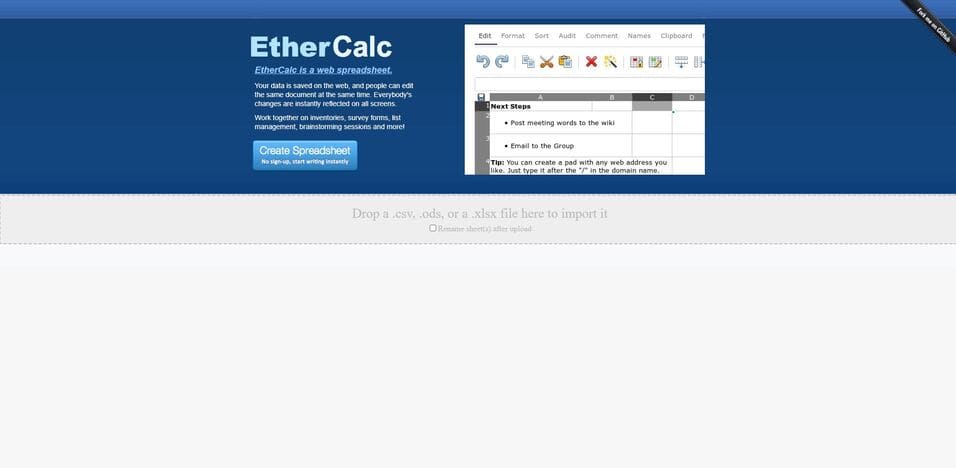 Fork me on GitHub
EtherCalc
EtherCalc is a web spreadsheet.
Your data is saved on the web, and people can edit
the same document at the same time. Everybody's
changes are instantly reflected on all screens.
Work together on inventories, survey forms, list
management, brainstorming sessions and more!
Create Spreadsheet
No sign-up, start writing instantly
Edit Format Sort Audit Comment Names Clipboard
A B C D
1 Next Steps
2
• Post meeting words to the wiki
3
• Email to the Group
4
Tip: You can create a pad with any web address you
like. Just type it after the "/" in the domain name.
Drop a .csv, .ods, or a .xlsx file here to import it
Rename sheet(s) after upload